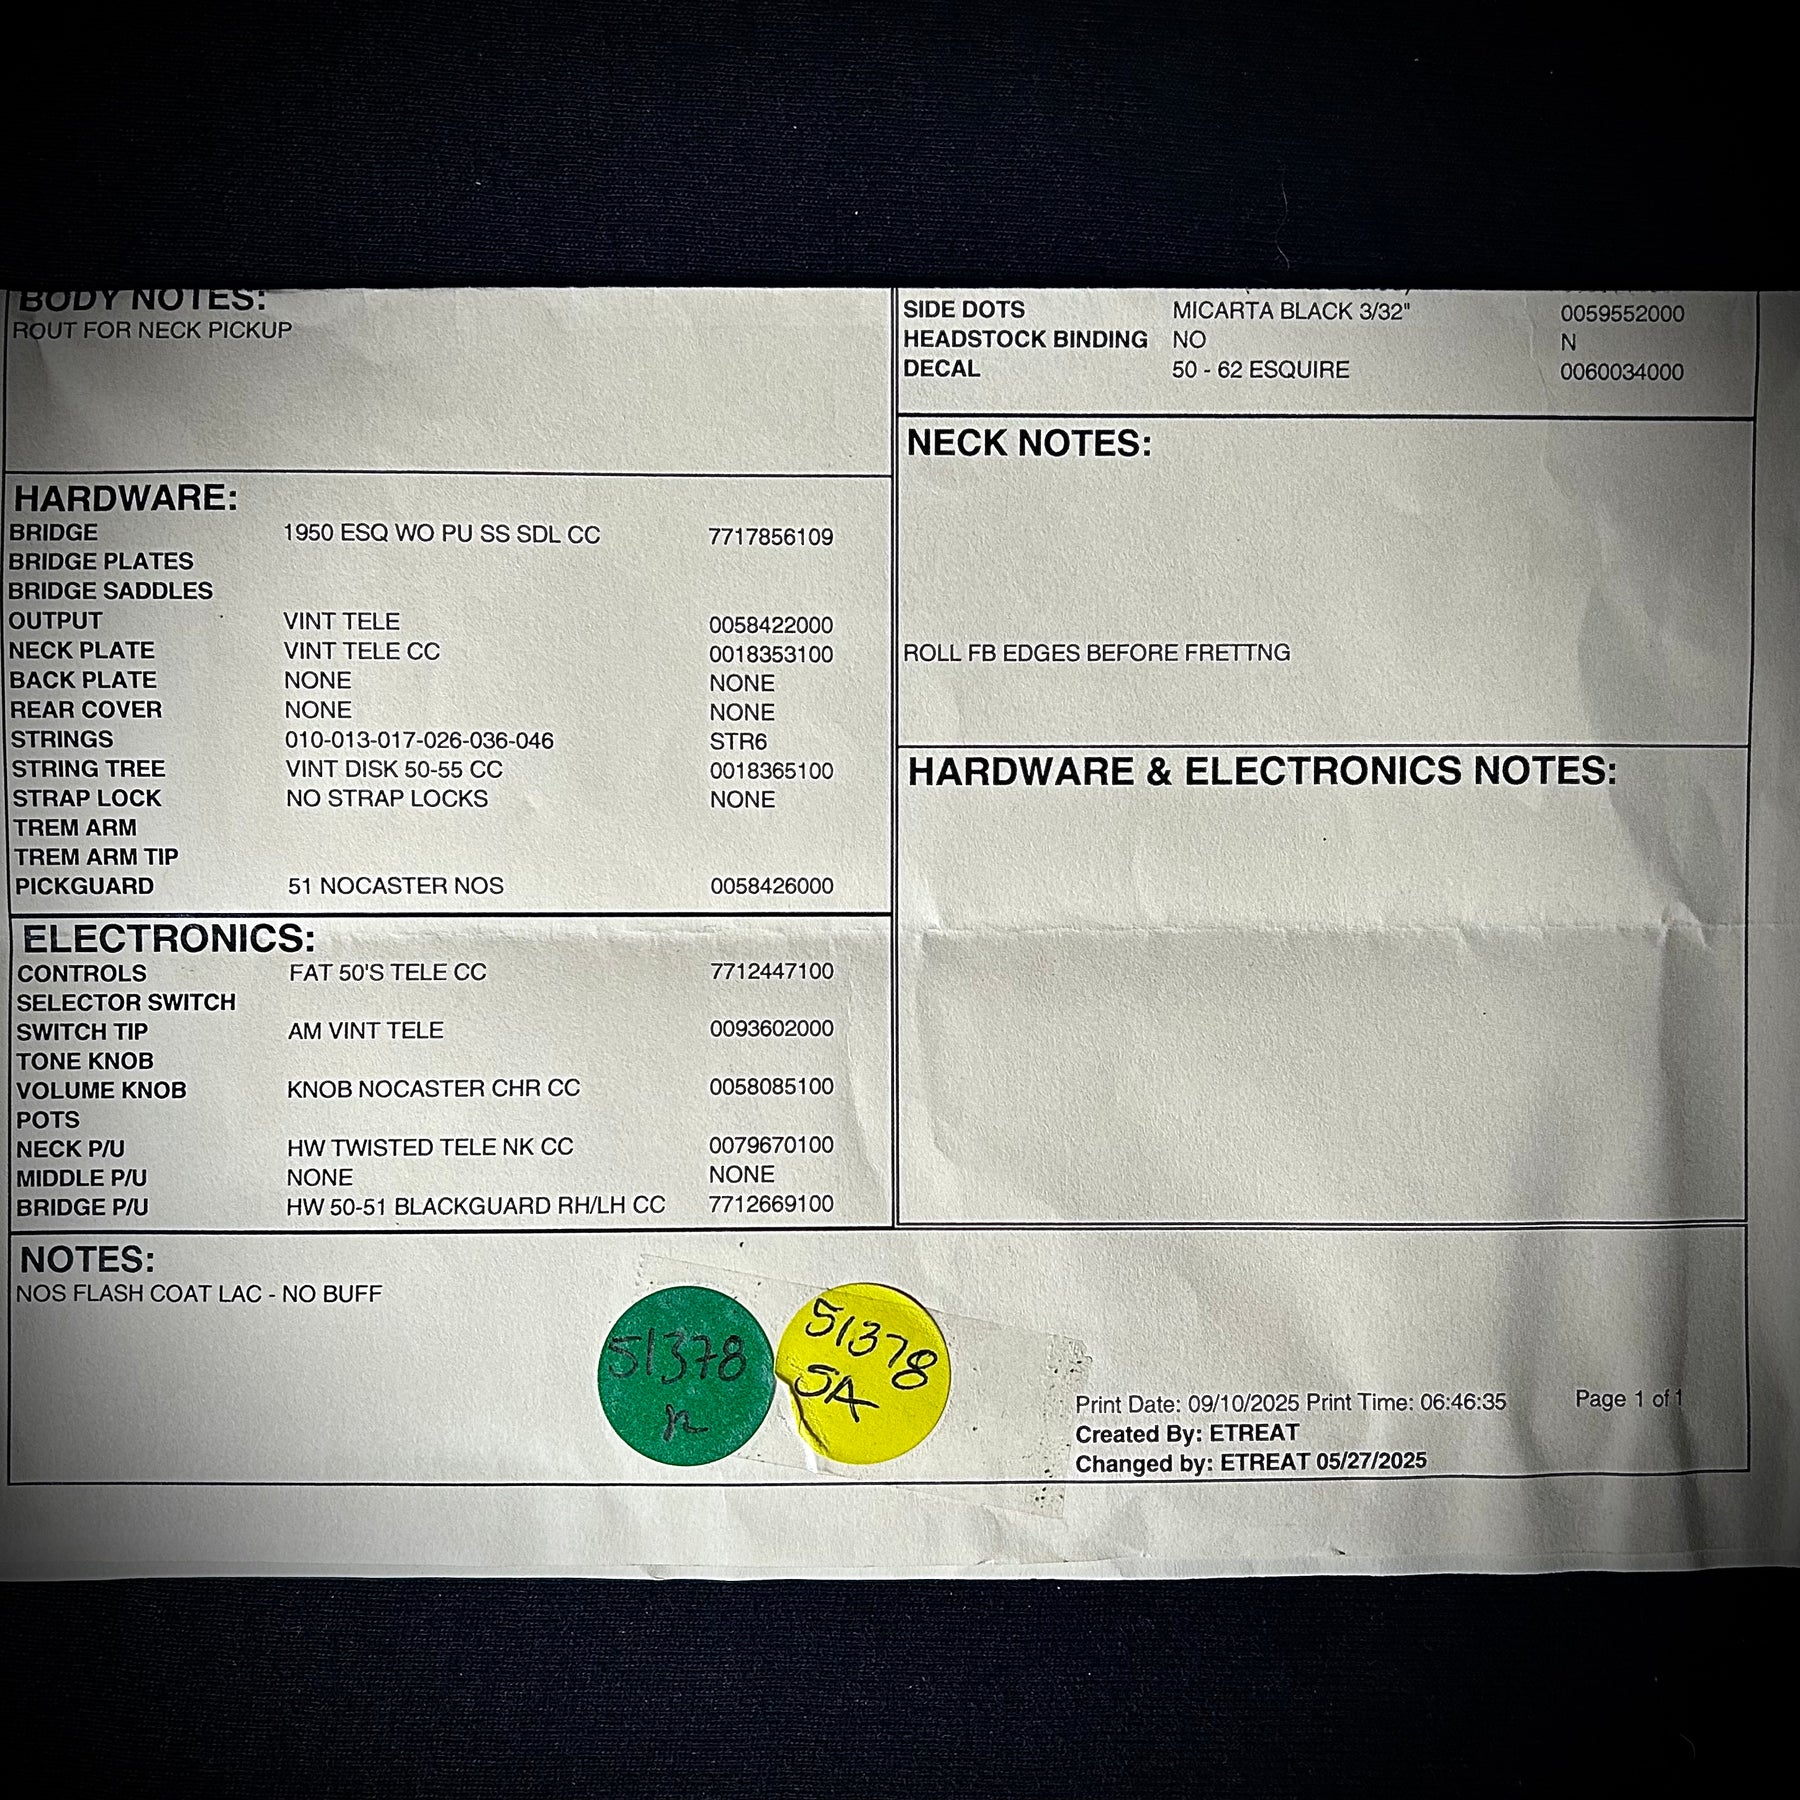 BODY NOTES:
ROUT FOR NECK PICKUP
HARDWARE:
BRIDGE 1950 ESQ WO PU SS SDL CC 7717856109
BRIDGE PLATES
BRIDGE SADDLES
OUTPUT VINT TELE 0058422000
NECK PLATE VINT TELE CC 0018353100
BACK PLATE NONE NONE
REAR COVER NONE NONE
STRINGS 010-013-017-026-036-046 STR6
STRING TREE VINT DISK 50-55 CC 0018365100
STRAP LOCK NO STRAP LOCKS NONE
TREM ARM
TREM ARM TIP
PICKGUARD 51 NOCASTER NOS 0058426000
ELECTRONICS:
CONTROLS FAT 50'S TELE CC 7712447100
SELECTOR SWITCH
SWITCH TIP AM VINT TELE 0093602000
TONE KNOB
VOLUME KNOB KNOB NOCASTER CHR CC 0058085100
POTS
NECK P/U HW TWISTED TELE NK CC 0079670100
MIDDLE P/U NONE NONE
BRIDGE P/U HW 50-51 BLACKGUARD RH/LH CC 7712669100
SIDE DOTS MICARTA BLACK 3/32" 0059552000
HEADSTOCK BINDING NO N
DECAL 50 - 62 ESQUIRE 0060034000
NECK NOTES:
ROLL FB EDGES BEFORE FRETTNG
HARDWARE & ELECTRONICS NOTES:
NOTES:
NOS FLASH COAT LAC - NO BUFF
51378
51378
SA
Print Date: 09/10/2025 Print Time: 06:46:35 Page 1 of 1
Created By: ETREAT
Changed by: ETREAT 05/27/2025